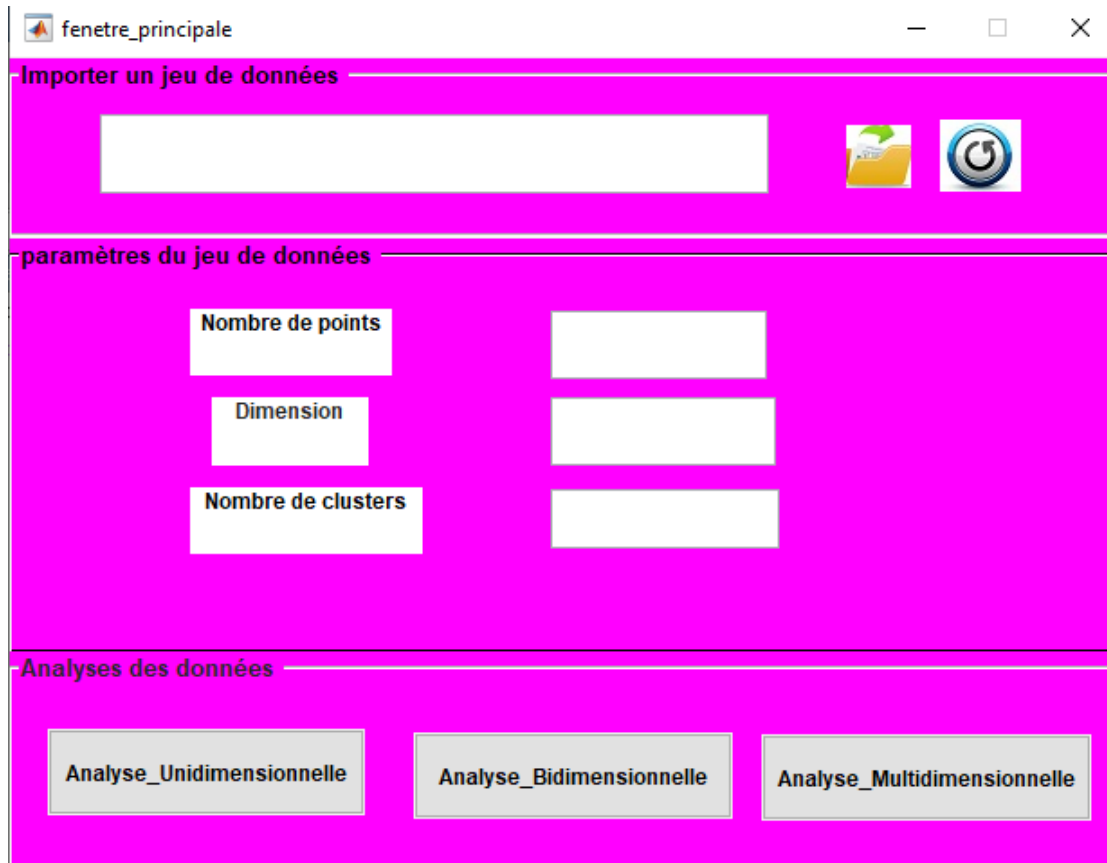 fenetre_principale
Importer un jeu de données
paramètres du jeu de données
Nombre de points
Dimension
Nombre de clusters
Analyses des données
Analyse_Unidimensionnelle
Analyse_Bidimensionnelle
Analyse_Multidimensionnelle